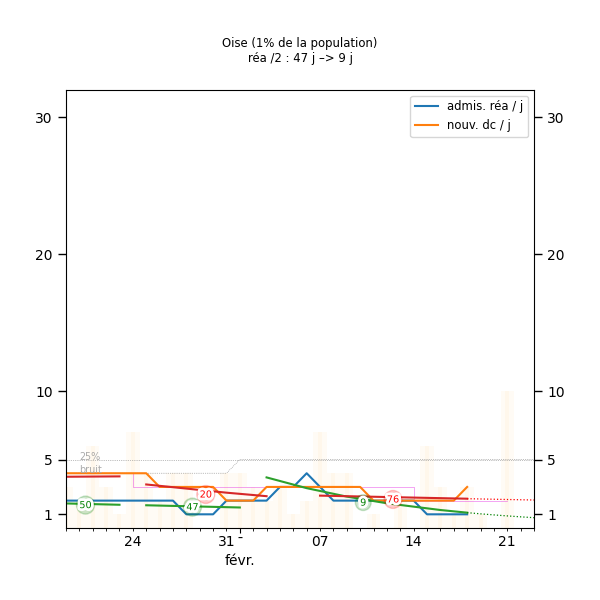 Oise (1% de la population)
réa /2 : 47 j –> 9 j
admis. réa / j
nouv. dc / j
30 30
20 20
10 10
5 5
1 1
25%
bruit
50 47 20 9 76
24 31 07 14 21
févr.